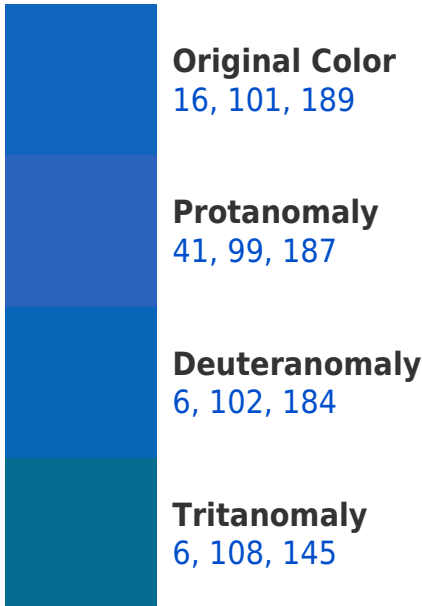 Original Color
16, 101, 189
Protanomaly
41, 99, 187
Deuteranomaly
6, 102, 184
Tritanomaly
6, 108, 145